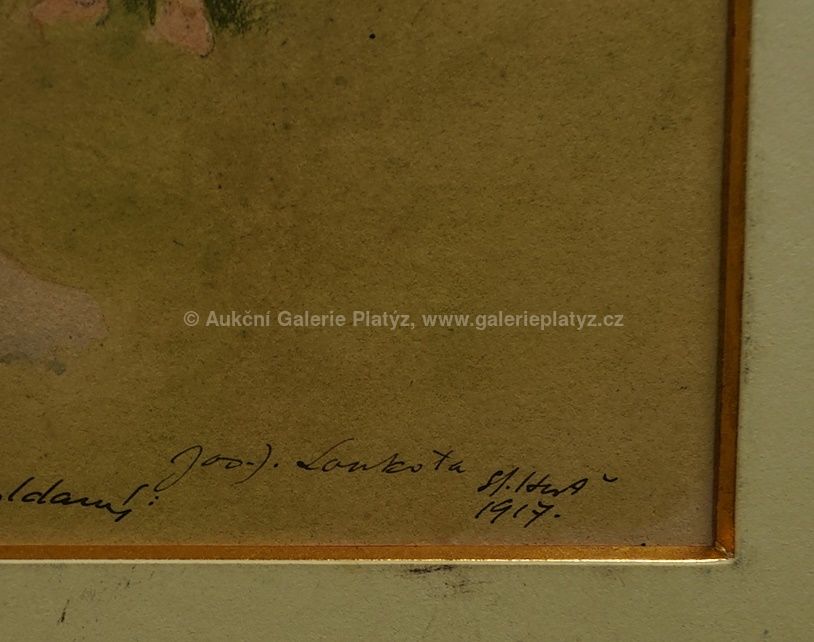 © Aukční Galerie Platýz, www.galerieplatyz.cz
Jos. J. Loukota
1917.